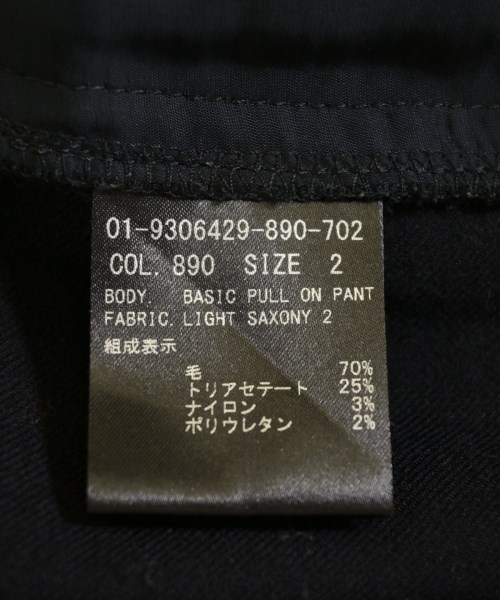 01-9306429-890-702
COL. 890 SIZE 2
BODY. BASIC PULL ON PANT
FABRIC. LIGHT SAXONY 2
組成表示
毛 70%
トリアセテート 25%
ナイロン 3%
ポリウレタン 2%